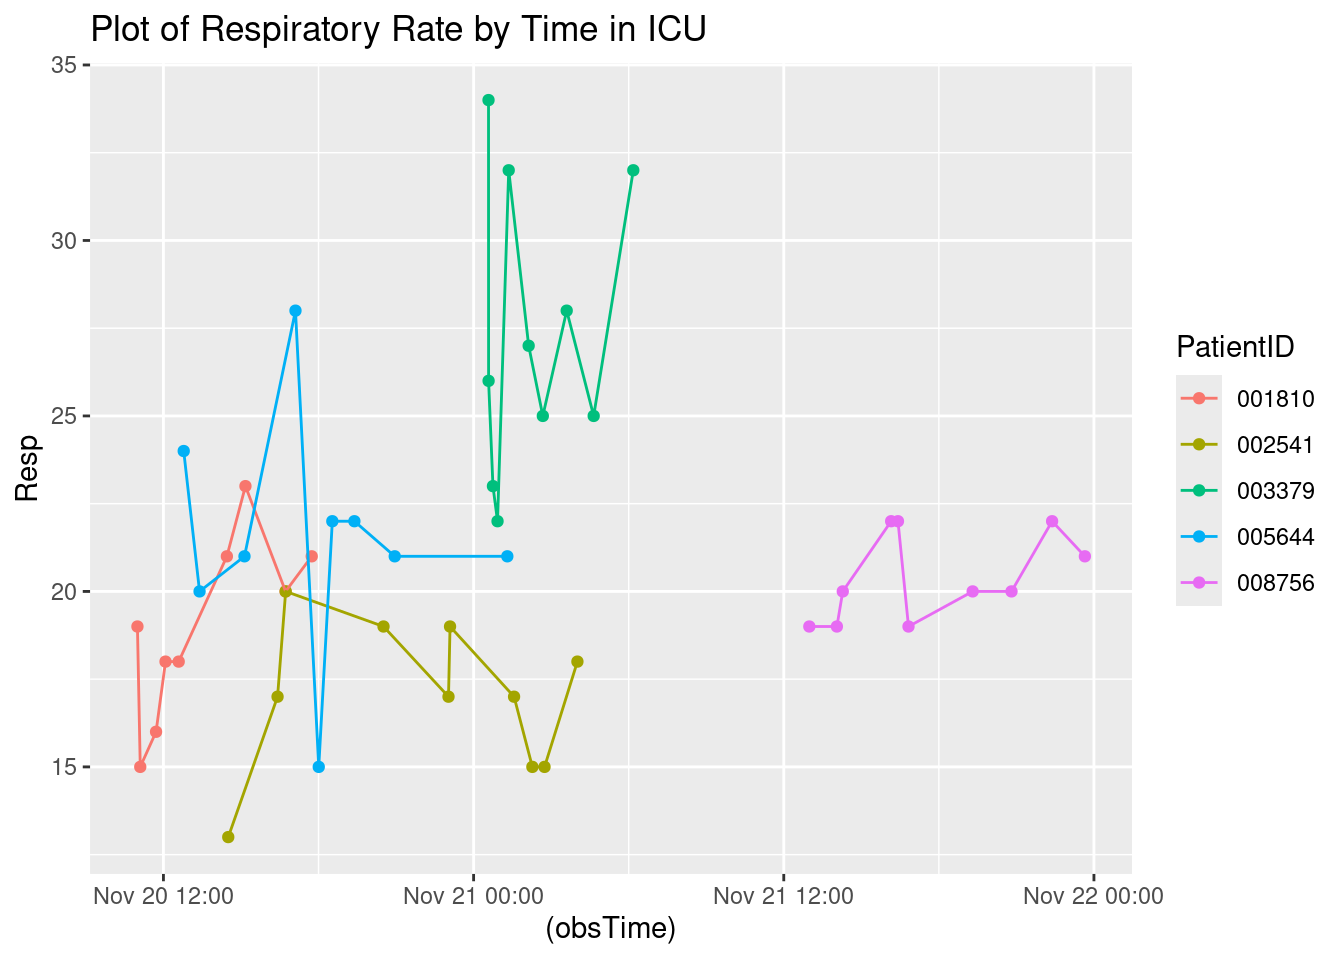 Plot of Respiratory Rate by Time in ICU
35
30
25
20
15
Resp
Nov 20 12:00
Nov 21 00:00
Nov 21 12:00
Nov 22 00:00
(obsTime)
PatientID
001810
002541
003379
005644
008756